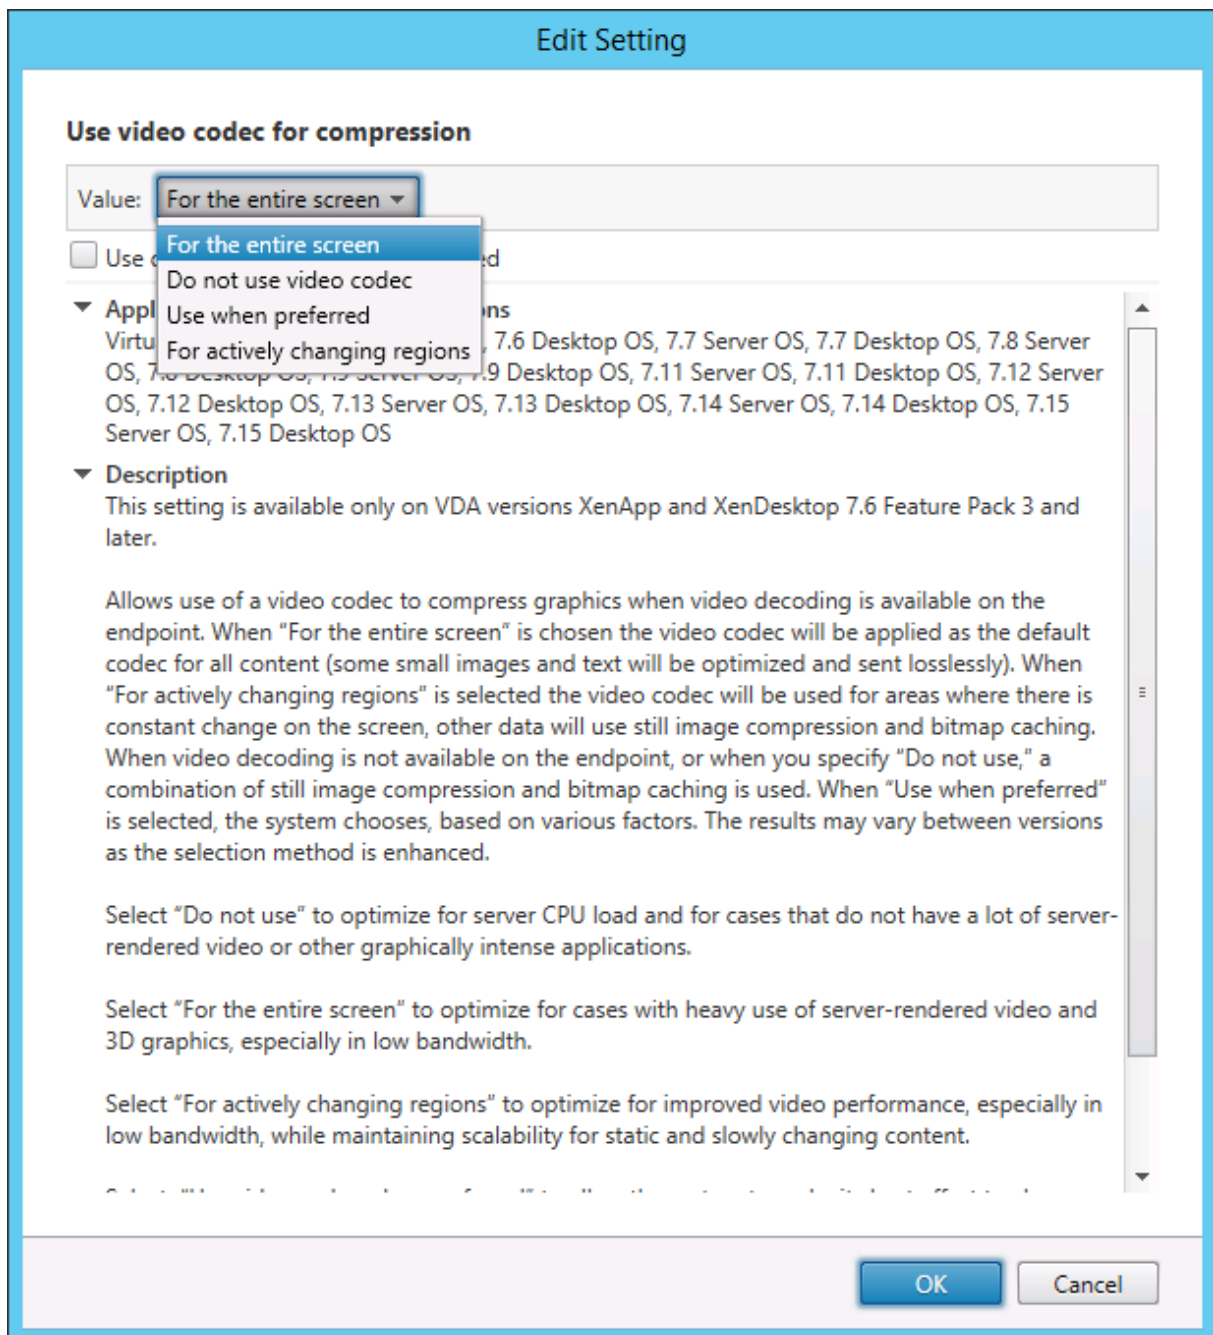 Edit Setting
Use video codec for compression
Value: For the entire screen
For the entire screen
Use
Do not use video codec
Use when preferred
For actively changing regions
7.6 Desktop OS, 7.7 Server OS, 7.7 Desktop OS, 7.8 Server
OS, 7.9 Desktop OS, 7.11 Server OS, 7.11 Desktop OS, 7.12 Server
OS, 7.12 Desktop OS, 7.13 Server OS, 7.13 Desktop OS, 7.14 Server OS, 7.14 Desktop OS, 7.15
Server OS, 7.15 Desktop OS
Description
This setting is available only on VDA versions XenApp and XenDesktop 7.6 Feature Pack 3 and
later.
Allows use of a video codec to compress graphics when video decoding is available on the
endpoint. When “For the entire screen” is chosen the video codec will be applied as the default
codec for all content (some small images and text will be optimized and sent losslessly). When
“For actively changing regions” is selected the video codec will be used for areas where there is
constant change on the screen, other data will use still image compression and bitmap caching.
When video decoding is not available on the endpoint, or when you specify “Do not use,” a
combination of still image compression and bitmap caching is used. When “Use when preferred”
is selected, the system chooses, based on various factors. The results may vary between versions
as the selection method is enhanced.
Select “Do not use” to optimize for server CPU load and for cases that do not have a lot of server-
rendered video or other graphically intense applications.
Select “For the entire screen” to optimize for cases with heavy use of server-rendered video and
3D graphics, especially in low bandwidth.
Select “For actively changing regions” to optimize for improved video performance, especially in
low bandwidth, while maintaining scalability for static and slowly changing content.
OK Cancel